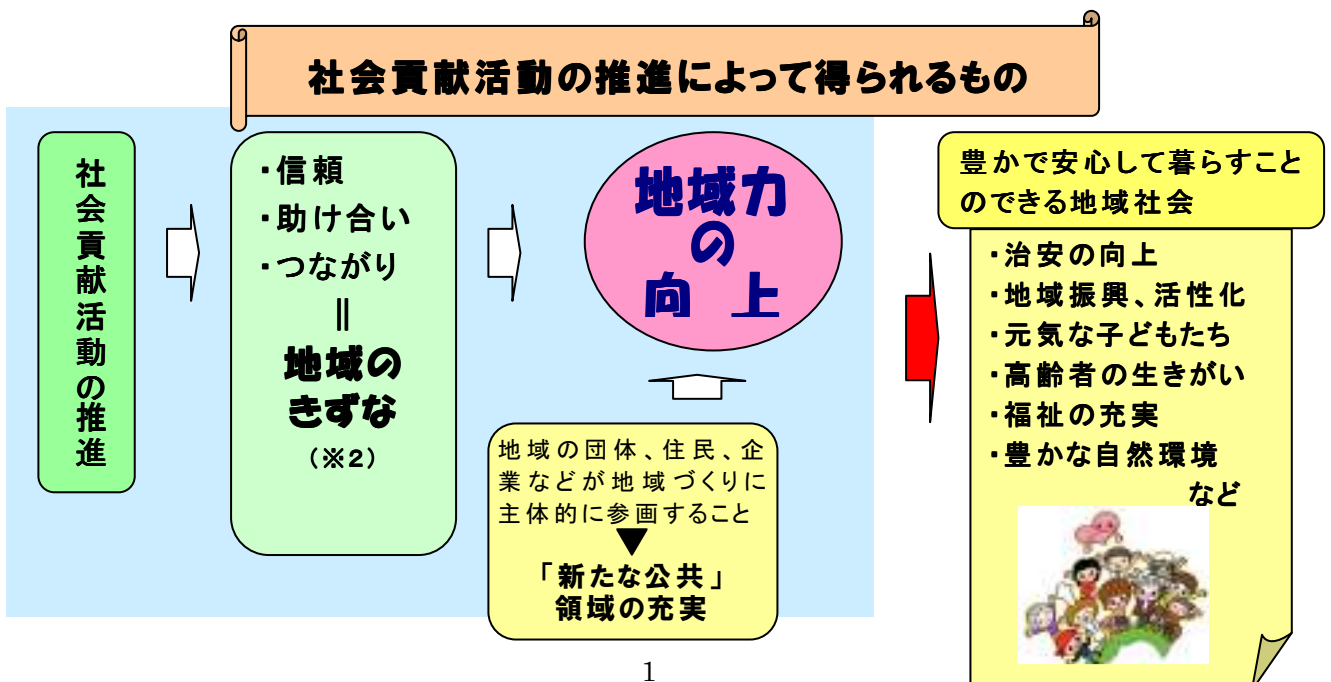 社会貢献活動の推進によって得られるもの
社会貢献活動の推進
・信頼
・助け合い
・つながり
＝
地域の
きずな
（※2）
地域力
の
向上
地域の団体、住民、企
業などが地域づくりに
主体的に参画すること
▼
「新たな公共」
領域の充実
豊かで安心して暮らすこと
のできる地域社会
・治安の向上
・地域振興、活性化
・元気な子どもたち
・高齢者の生きがい
・福祉の充実
・豊かな自然環境
など
1